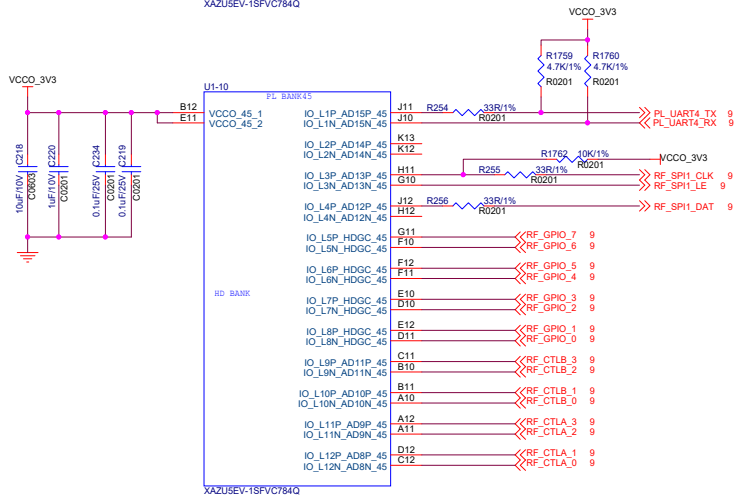 XAZU5EV-1SFVC784Q
VCCO_3V3
R1759
4.7K/1%
R0201
R1760
4.7K/1%
R0201
VCCO_3V3
U1-10
PL BANK45
B12 VCCO_45_1
E11 VCCO_45_2
C218
10uF/10V
C0603
C220
1uF/10V
C0201
C234
0.1uF/25V
C0201
C219
0.1uF/25V
C0201
HD BANK
IO_L1P_AD15P_45 J11 R254 33R/1% R0201 PL_UART4_TX 9
IO_L1N_AD15N_45 J10 PL_UART4_RX 9
IO_L2P_AD14P_45 K13
IO_L2N_AD14N_45 K12
R1762 10K/1% R0201 VCCO_3V3
IO_L3P_AD13P_45 H11 R255 33R/1% R0201 RF_SPI1_CLK 9
IO_L3N_AD13N_45 G10 RF_SPI1_LE 9
IO_L4P_AD12P_45 J12 R256 33R/1% R0201 RF_SPI1_DAT 9
IO_L4N_AD12N_45 H12
IO_L5P_HDGC_45 G11 RF_GPIO_7 9
IO_L5N_HDGC_45 F10 RF_GPIO_6 9
IO_L6P_HDGC_45 F12 RF_GPIO_5 9
IO_L6N_HDGC_45 F11 RF_GPIO_4 9
IO_L7P_HDGC_45 E10 RF_GPIO_3 9
IO_L7N_HDGC_45 D10 RF_GPIO_2 9
IO_L8P_HDGC_45 E12 RF_GPIO_1 9
IO_L8N_HDGC_45 D11 RF_GPIO_0 9
IO_L9P_AD11P_45 C11 RF_CTLB_3 9
IO_L9N_AD11N_45 B10 RF_CTLB_2 9
IO_L10P_AD10P_45 B11 RF_CTLB_1 9
IO_L10N_AD10N_45 A10 RF_CTLB_0 9
IO_L11P_AD9P_45 A12 RF_CTLA_3 9
IO_L11N_AD9N_45 A11 RF_CTLA_2 9
IO_L12P_AD8P_45 D12 RF_CTLA_1 9
IO_L12N_AD8N_45 C12 RF_CTLA_0 9
XAZU5EV-1SFVC784Q